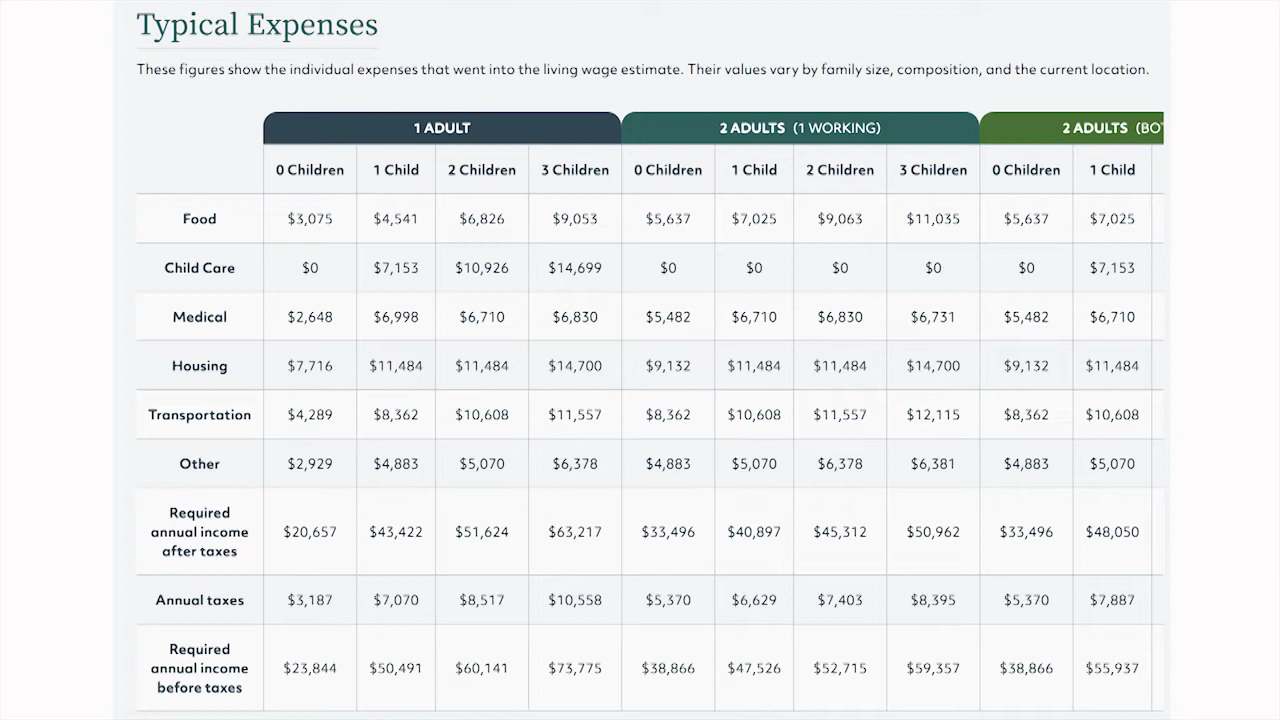 Typical Expenses
These figures show the individual expenses that went into the living wage estimate. Their values vary by family size, composition, and the current location.
1 ADULT 2 ADULTS (1 WORKING) 2 ADULTS (BO
0 Children 1 Child 2 Children 3 Children 0 Children 1 Child 2 Children 3 Children 0 Children 1 Child
Food $3,075 $4,541 $6,826 $9,053 $5,637 $7,025 $9,063 $11,035 $5,637 $7,025
Child Care $0 $7,153 $10,926 $14,699 $0 $0 $0 $0 $0 $7,153
Medical $2,648 $6,998 $6,710 $6,830 $5,482 $6,710 $6,830 $6,731 $5,482 $6,710
Housing $7,716 $11,484 $11,484 $14,700 $9,132 $11,484 $11,484 $14,700 $9,132 $11,484
Transportation $4,289 $8,362 $10,608 $11,557 $8,362 $10,608 $11,557 $12,115 $8,362 $10,608
Other $2,929 $4,883 $5,070 $6,378 $4,883 $5,070 $6,378 $6,381 $4,883 $5,070
Required
annual income
after taxes
$20,657 $43,422 $51,624 $63,217 $33,496 $40,897 $45,312 $50,962 $33,496 $48,050
Annual taxes $3,187 $7,070 $8,517 $10,558 $5,370 $6,629 $7,403 $8,395 $5,370 $7,887
Required
annual income
before taxes
$23,844 $50,491 $60,141 $73,775 $38,866 $47,526 $52,715 $59,357 $38,866 $55,937